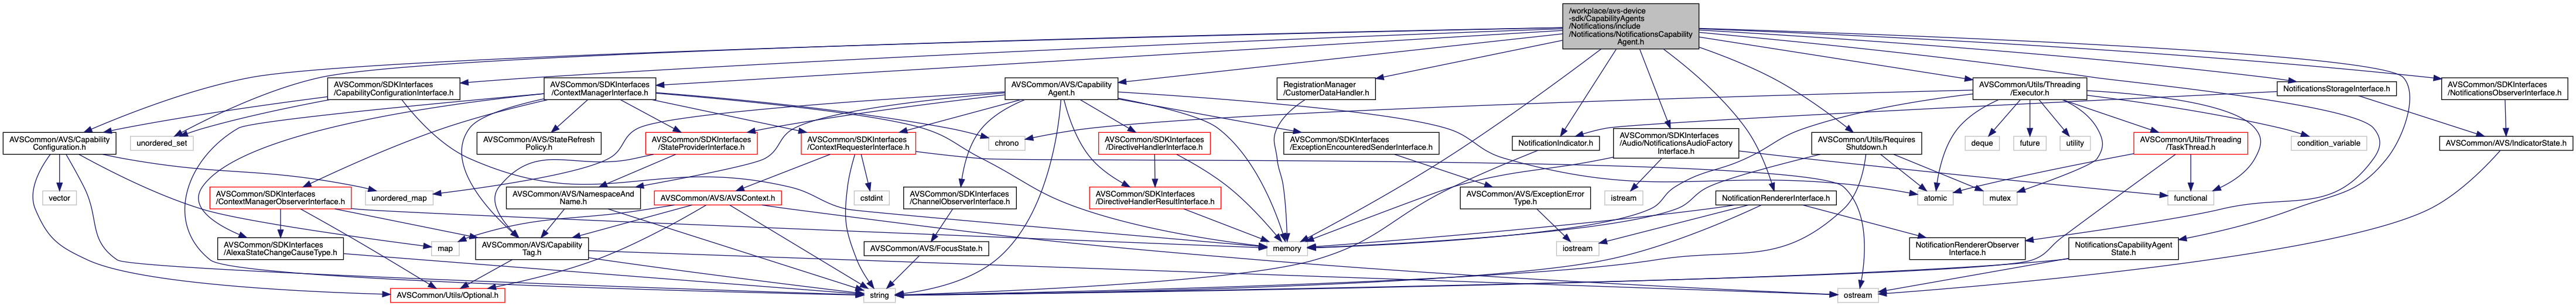 /workplace/avs-device
-sdk/CapabilityAgents
/Notifications/include
/Notifications/NotificationsCapability
Agent.h
AVSCommon/SDKInterfaces
/CapabilityConfigurationInterface.h
AVSCommon/SDKInterfaces
/ContextManagerInterface.h
AVSCommon/AVS/Capability
Agent.h
RegistrationManager
/CustomerDataHandler.h
AVSCommon/Utils/Threading
/Executor.h
NotificationsStorageInterface.h
AVSCommon/SDKInterfaces
/NotificationsObserverInterface.h
AVSCommon/AVS/Capability
Configuration.h
unordered_set
AVSCommon/AVS/StateRefresh
Policy.h
AVSCommon/SDKInterfaces
/StateProviderInterface.h
AVSCommon/SDKInterfaces
/ContextRequesterInterface.h
chrono
AVSCommon/SDKInterfaces
/DirectiveHandlerInterface.h
AVSCommon/SDKInterfaces
/ExceptionEncounteredSenderInterface.h
NotificationIndicator.h
AVSCommon/SDKInterfaces
/Audio/NotificationsAudioFactory
Interface.h
AVSCommon/Utils/Requires
Shutdown.h
deque
future
utility
AVSCommon/Utils/Threading
/TaskThread.h
condition_variable
AVSCommon/AVS/IndicatorState.h
vector
AVSCommon/SDKInterfaces
/ContextManagerObserverInterface.h
unordered_map
AVSCommon/AVS/NamespaceAnd
Name.h
AVSCommon/AVS/AVSContext.h
cstdint
AVSCommon/SDKInterfaces
/ChannelObserverInterface.h
AVSCommon/SDKInterfaces
/DirectiveHandlerResultInterface.h
AVSCommon/AVS/ExceptionError
Type.h
istream
NotificationRendererInterface.h
atomic
mutex
functional
AVSCommon/SDKInterfaces
/AlexaStateChangeCauseType.h
map
AVSCommon/AVS/Capability
Tag.h
AVSCommon/AVS/FocusState.h
memory
iostream
NotificationRendererObserver
Interface.h
NotificationsCapabilityAgent
State.h
AVSCommon/Utils/Optional.h
string
ostream